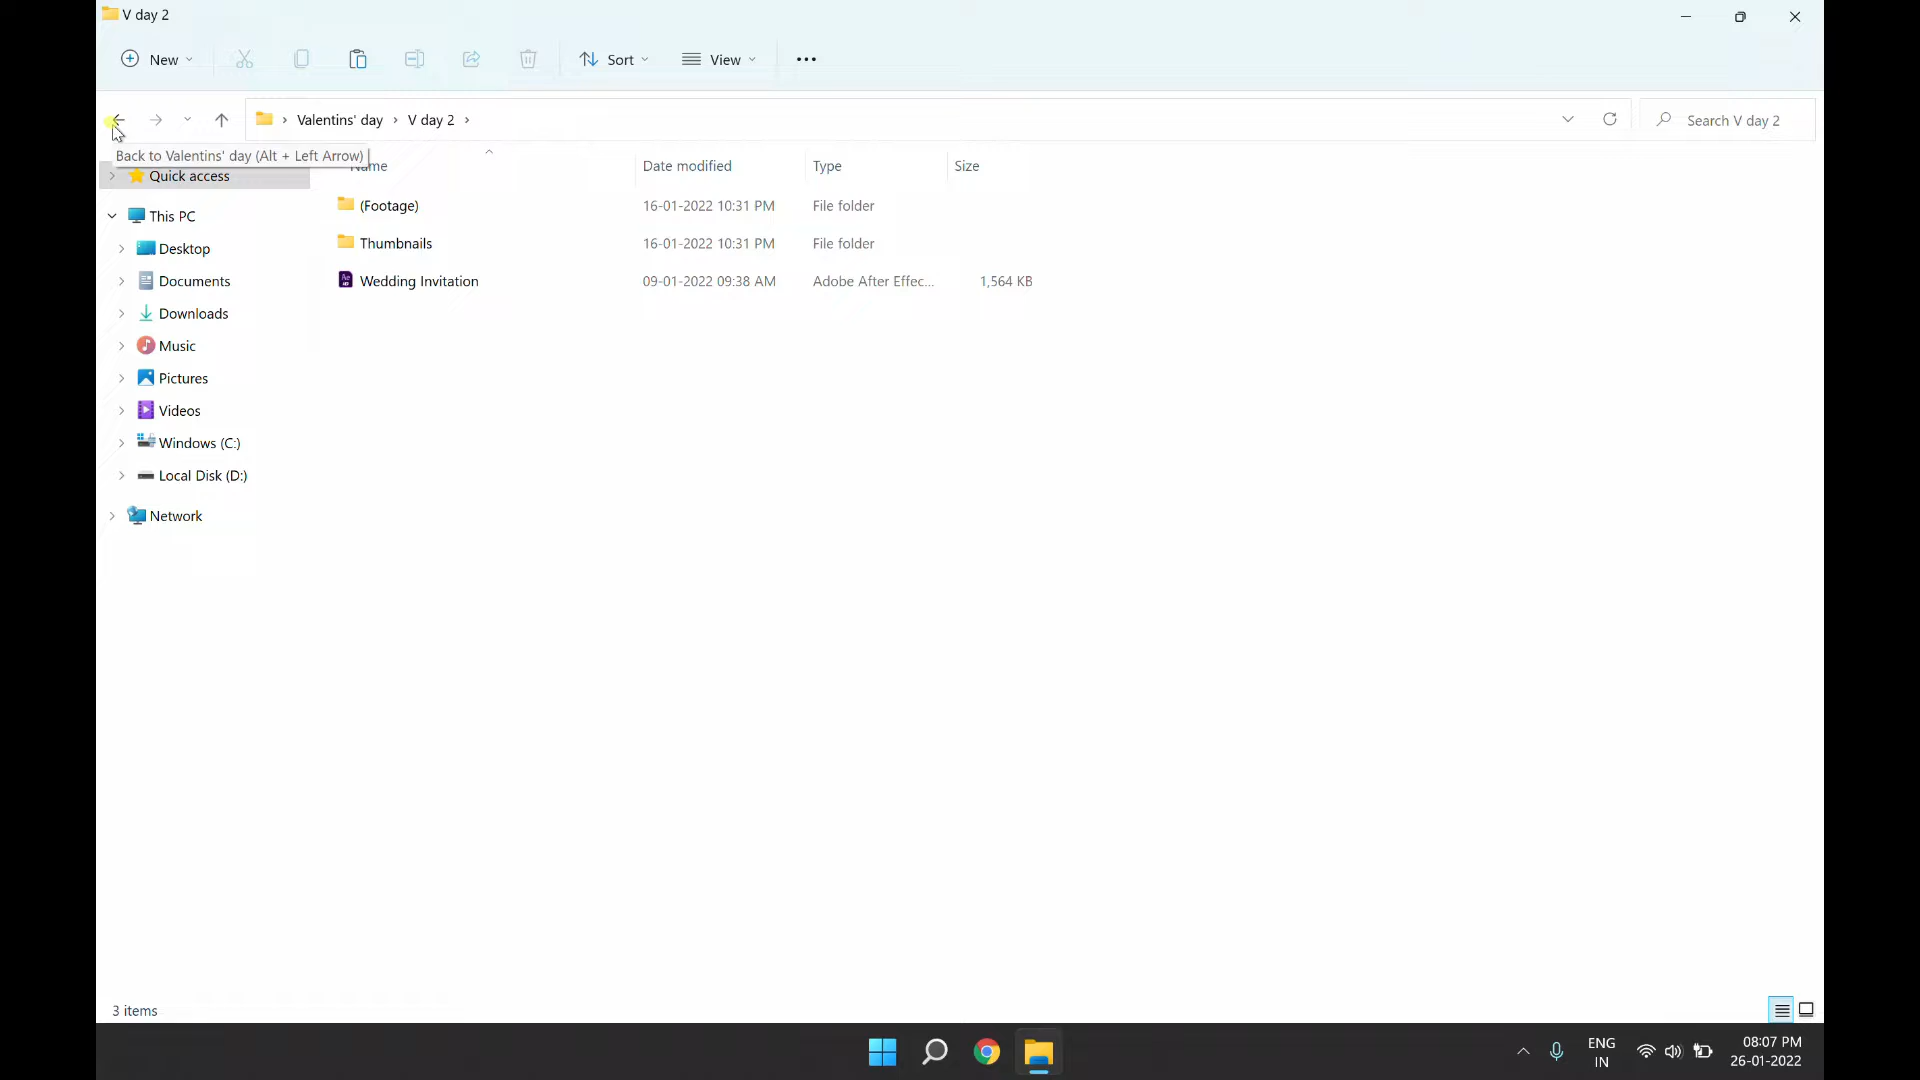 V day 2
New
Sort
View
Valentins' day
V day 2
Search V day 2
Back to Valentins' day (Alt + Left Arrow)
Date modified
Type
Size
Quick access
This PC
Desktop
Documents
Downloads
Music
Pictures
Videos
Windows (C:)
Local Disk (D:)
Network
(Footage) 16-01-2022 10:31 PM File folder
Thumbnails 16-01-2022 10:31 PM File folder
Wedding Invitation 09-01-2022 09:38 AM Adobe After Effec... 1,564 KB
3 items
ENG
IN
08:07 PM
26-01-2022